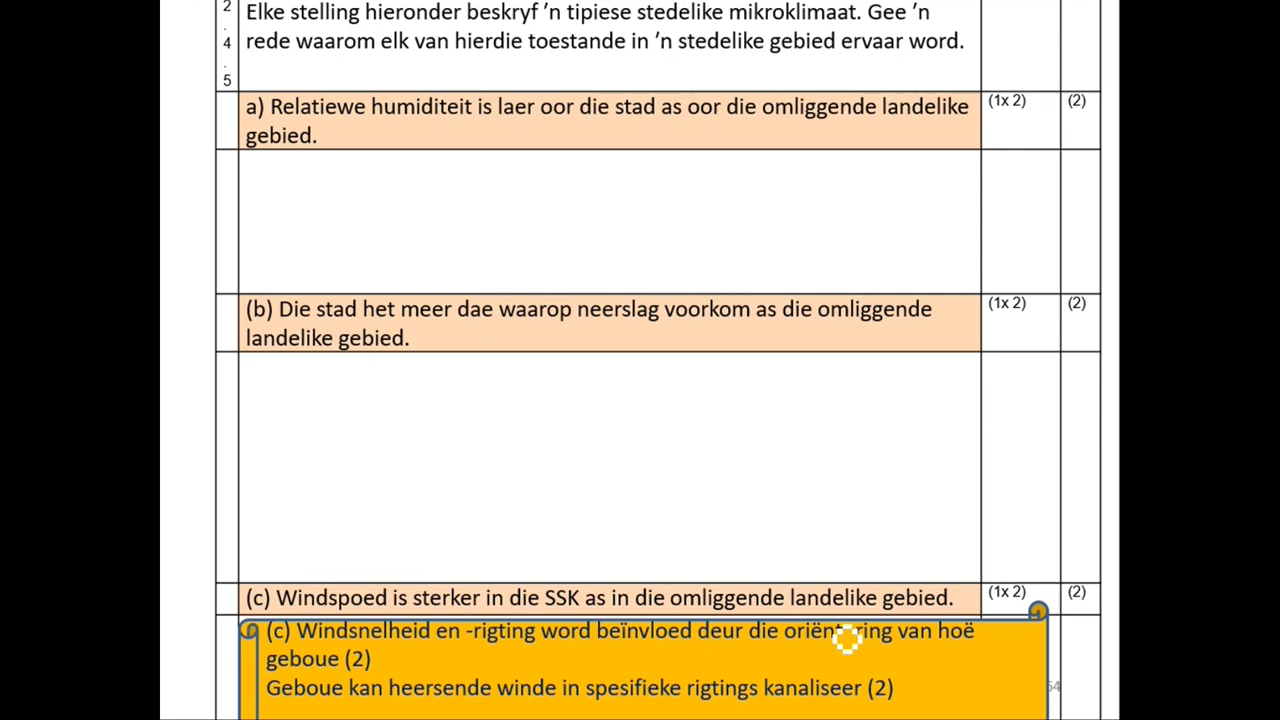 2
.
4
.
5
Elke stelling hieronder beskryf ’n tipiese stedelike mikroklimaat. Gee ’n
rede waarom elk van hierdie toestande in ’n stedelike gebied ervaar word.
a) Relatiewe humiditeit is laer oor die stad as oor die omliggende landelike
gebied.
(1x 2)
(2)
(b) Die stad het meer dae waarop neerslag voorkom as die omliggende
landelike gebied.
(1x 2)
(2)
(c) Windspoed is sterker in die SSK as in die omliggende landelike gebied.
(1x 2)
(2)
(c) Windsnelheid en -rigting word beïnvloed deur die oriëntering van hoë
geboue (2)
Geboue kan heersende winde in spesifieke rigtings kanaliseer (2)
54